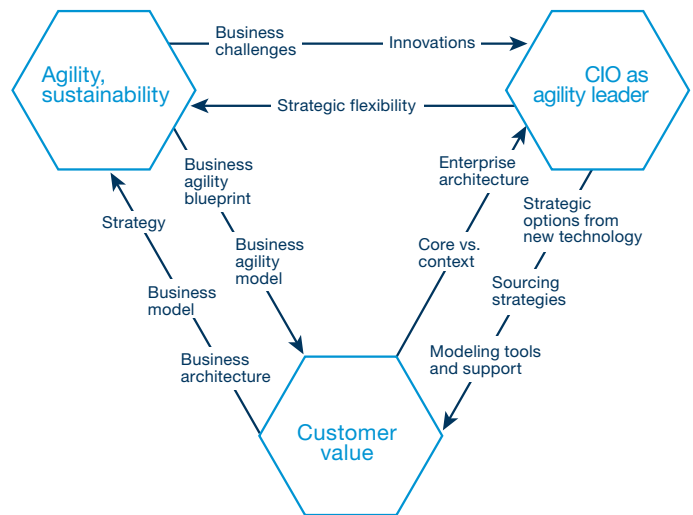 Business
challenges
Innovations
Agility,
sustainability
CIO as
agility leader
Strategic flexibility
Business
agility
blueprint
Enterprise
architecture
Strategy
Strategic
options from
new technology
Business
agility
model
Core vs.
context
Business
model
Sourcing
strategies
Business
architecture
Modeling tools
and support
Customer
value